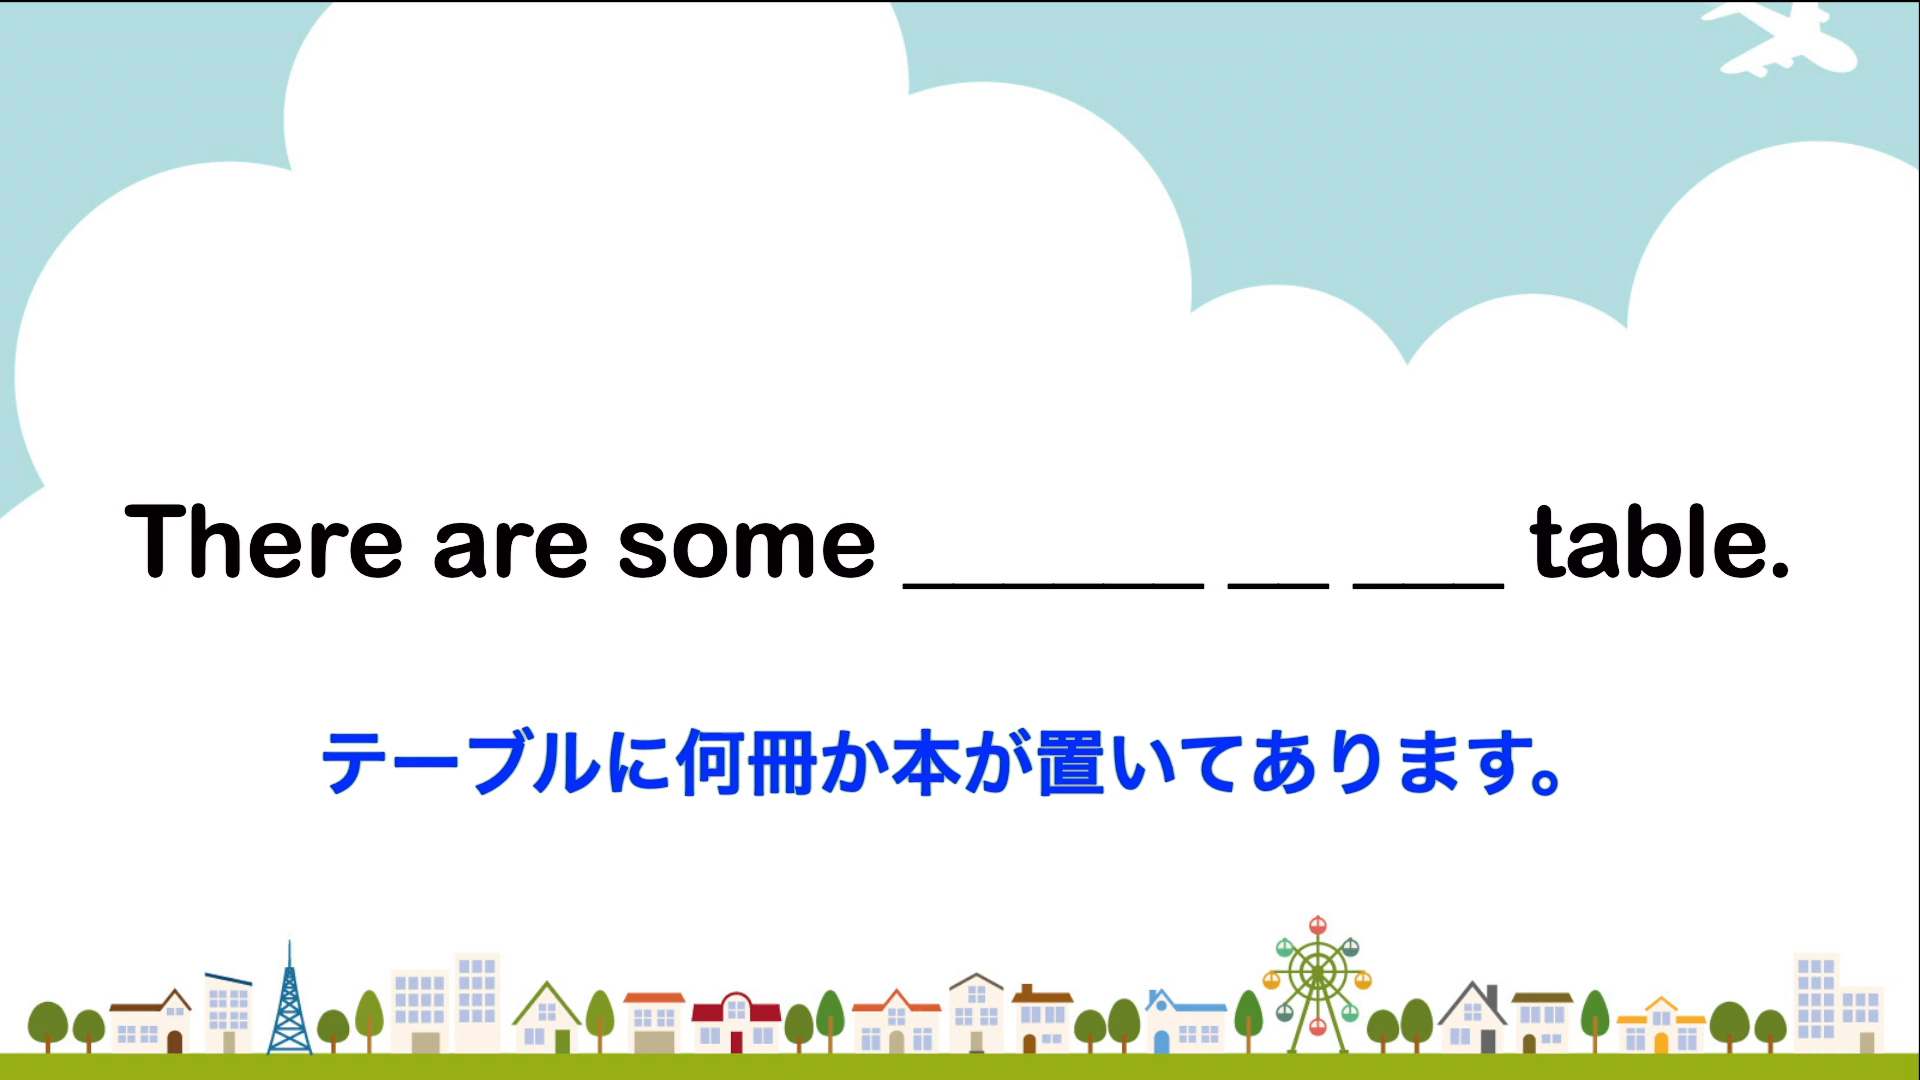 There are some ______ __ ___ table.
テーブルに何冊か本が置いてあります。